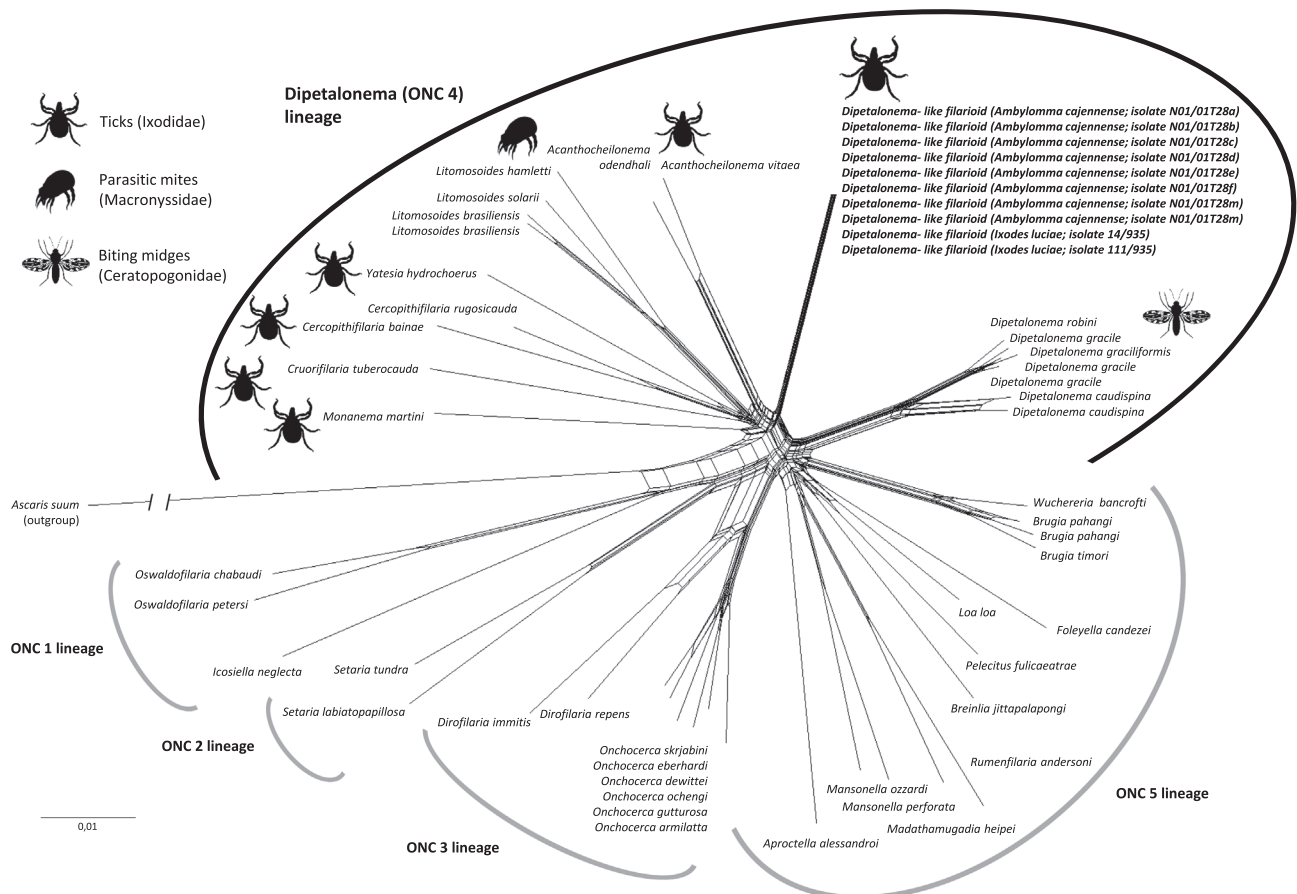 Ticks (Ixodidae)
Parasitic mites
(Macronyssidae)
Biting midges
(Ceratopogonidae)
Dipetalonema (ONC 4)
lineage
Dipetalonema- like filarioid (Ambylomma cajennense; isolate N01/01T28a)
Dipetalonema- like filarioid (Ambylomma cajennense; isolate N01/01T28b)
Dipetalonema- like filarioid (Ambylomma cajennense; isolate N01/01T28c)
Dipetalonema- like filarioid (Ambylomma cajennense; isolate N01/01T28d)
Dipetalonema- like filarioid (Ambylomma cajennense; isolate N01/01T28e)
Dipetalonema- like filarioid (Ambylomma cajennense; isolate N01/01T28f)
Dipetalonema- like filarioid (Ambylomma cajennense; isolate N01/01T28m)
Dipetalonema- like filarioid (Ambylomma cajennense; isolate N01/01T28m)
Dipetalonema- like filarioid (Ixodes luciae; isolate 14/935)
Dipetalonema- like filarioid (Ixodes luciae; isolate 111/935)
Acanthocheilonema
odendhali
Acanthocheilonema vitaea
Litomosoides hamletti
Litomosoides solarii
Litomosoides brasiliensis
Litomosoides brasiliensis
Yatesia hydrochoerus
Cercopithifilaria rugosicauda
Cercopithifilaria bainae
Cruorifilaria tuberocauda
Monanema martini
Dipetalonema robini
Dipetalonema gracile
Dipetalonema graciliformis
Dipetalonema gracile
Dipetalonema gracile
Dipetalonema caudispina
Dipetalonema caudispina
Ascaris suum
(outgroup)
Wuchereria bancrofti
Brugia pahangi
Brugia pahangi
Brugia timori
Oswaldofilaria chabaudi
Oswaldofilaria petersi
ONC 1 lineage
Loa loa
Foleyella candezei
Icosiella neglecta
Setaria tundra
Pelecitus fulicaeatrae
Setaria labiatopapillosa
Dirofilaria immitis
Dirofilaria repens
Breinlia jittapalapongi
ONC 2 lineage
Onchocerca skrjabini
Onchocerca eberhardi
Onchocerca dewittei
Onchocerca ochengi
Onchocerca gutturosa
Onchocerca armilatta
Rumenfilaria andersoni
Mansonella ozzardi
Mansonella perforata
Madathamugadia heipei
Aproctella alessandroi
ONC 5 lineage
ONC 3 lineage
0,01